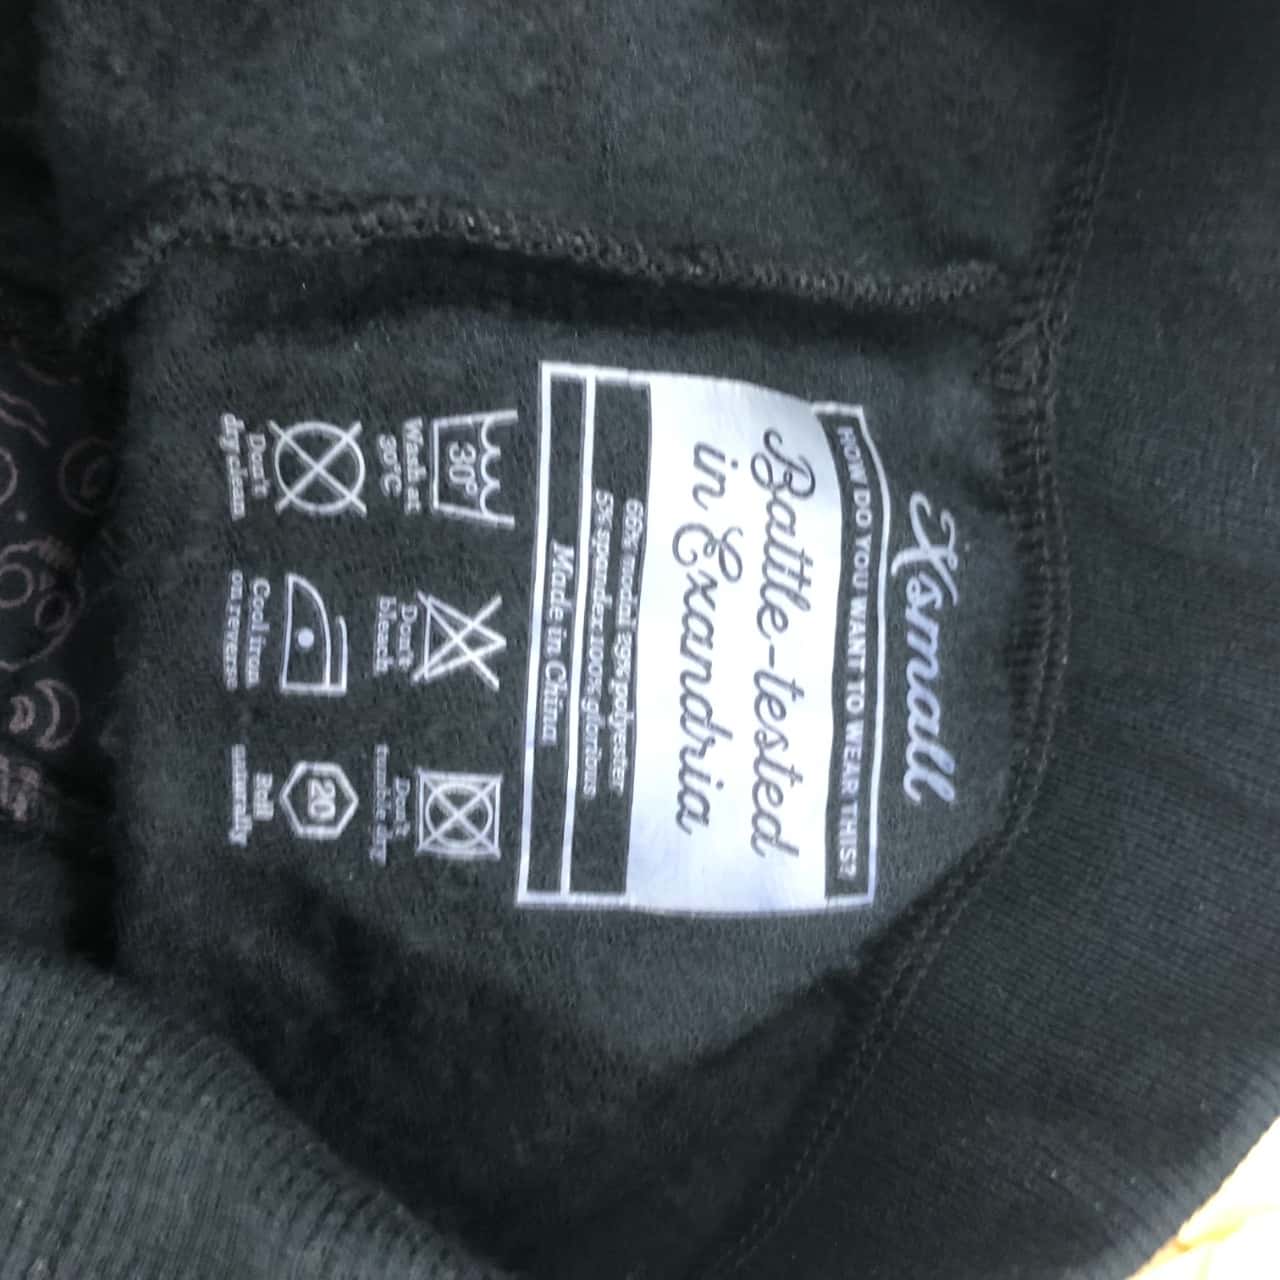 Xsmall
HOW DO YOU WANT TO WEAR THIS?
Battle-tested
in Exandria
66% modal 29% polyester
5% spandex 100% glorious
Made in China
30°
Wash at
30°C
Don't
bleach
Don't
tumble dry
Don't
dry clean
Cool iron
on reverse
20
Roll
naturally